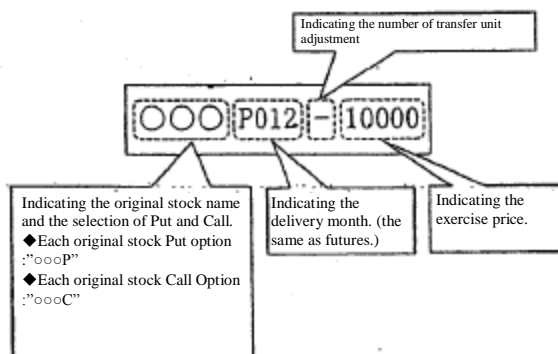 Indicating the number of transfer unit
adjustment
○○○ P012 - 10000
Indicating the original stock name
and the selection of Put and Call.
◆Each original stock Put option
:”○○○P”
◆Each original stock Call Option
:”○○○C”
Indicating the
delivery month. (the
same as futures.)
Indicating the
exercise price.